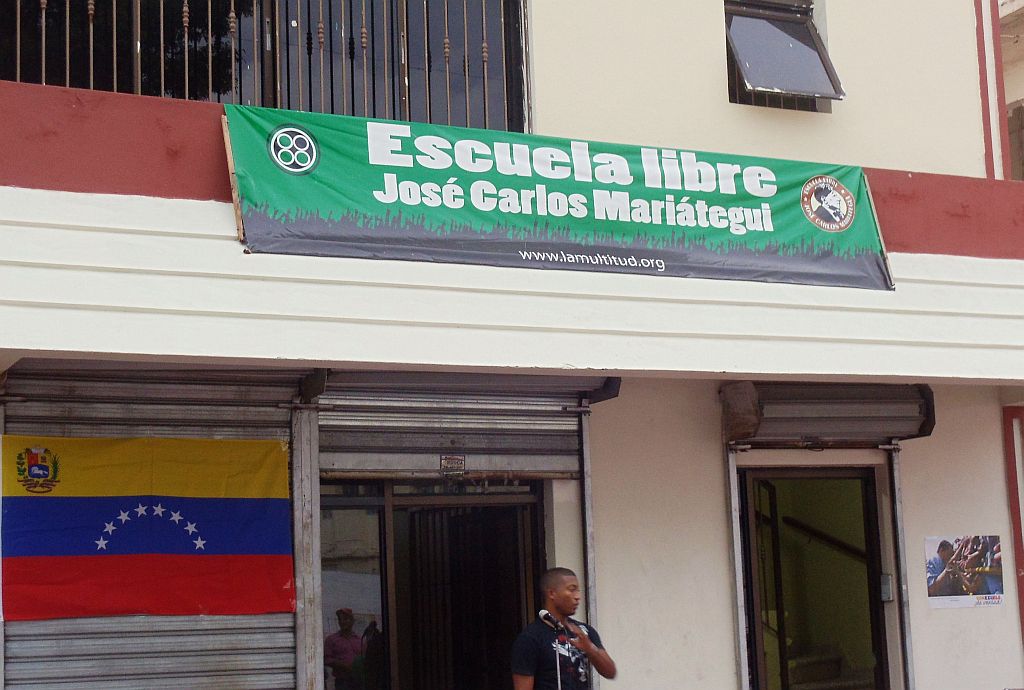 Escuela libre
José Carlos Mariátegui
www.lamultitud.org